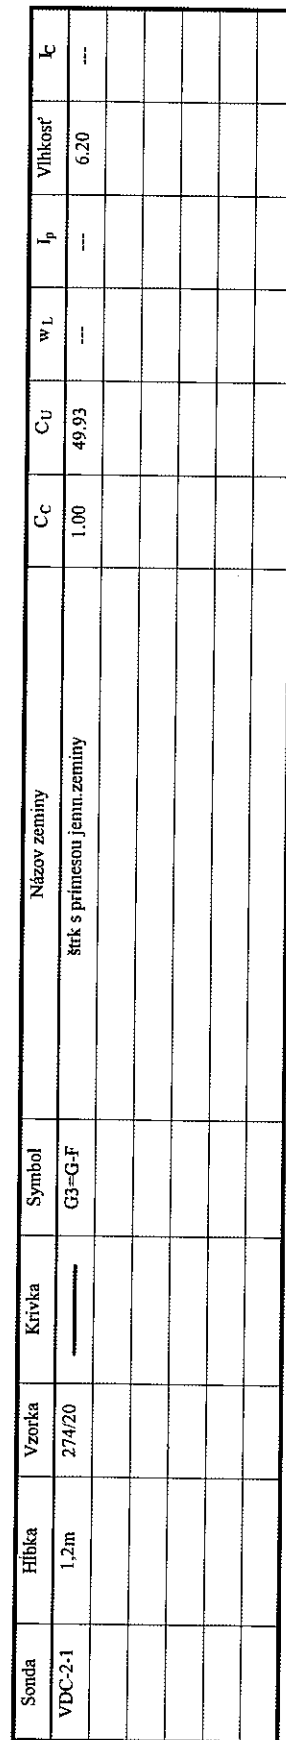 Sonda Hĺbka Vzorka Krivka Symbol Názov zeminy C_C C_U w_L I_p Vlhkosť I_C
VDC-2-1 1,2m 274/20 G3=G-F štrk s prímesou jemn.zeminy 1.00 49.93 --- --- 6.20 ---